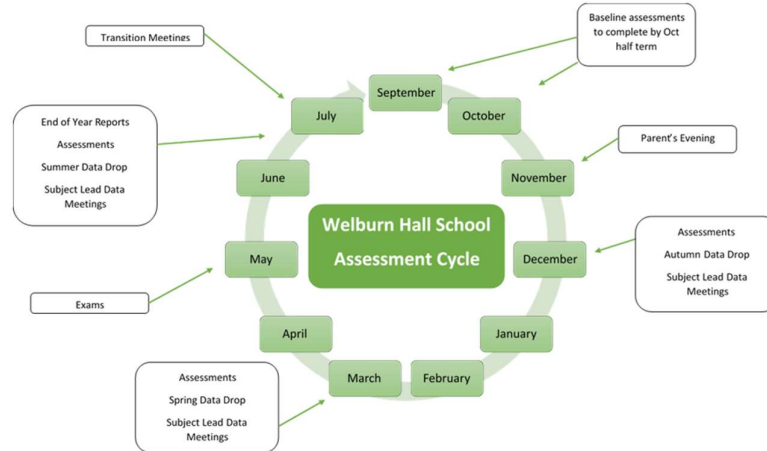 Transition Meetings
Baseline assessments
to complete by Oct
half term
September
July
October
End of Year Reports
Assessments
Summer Data Drop
Subject Lead Data
Meetings
Parent's Evening
June
November
Welburn Hall School
Assessment Cycle
May
December
Assessments
Autumn Data Drop
Subject Lead Data
Meetings
Exams
April
January
March
February
Assessments
Spring Data Drop
Subject Lead Data
Meetings